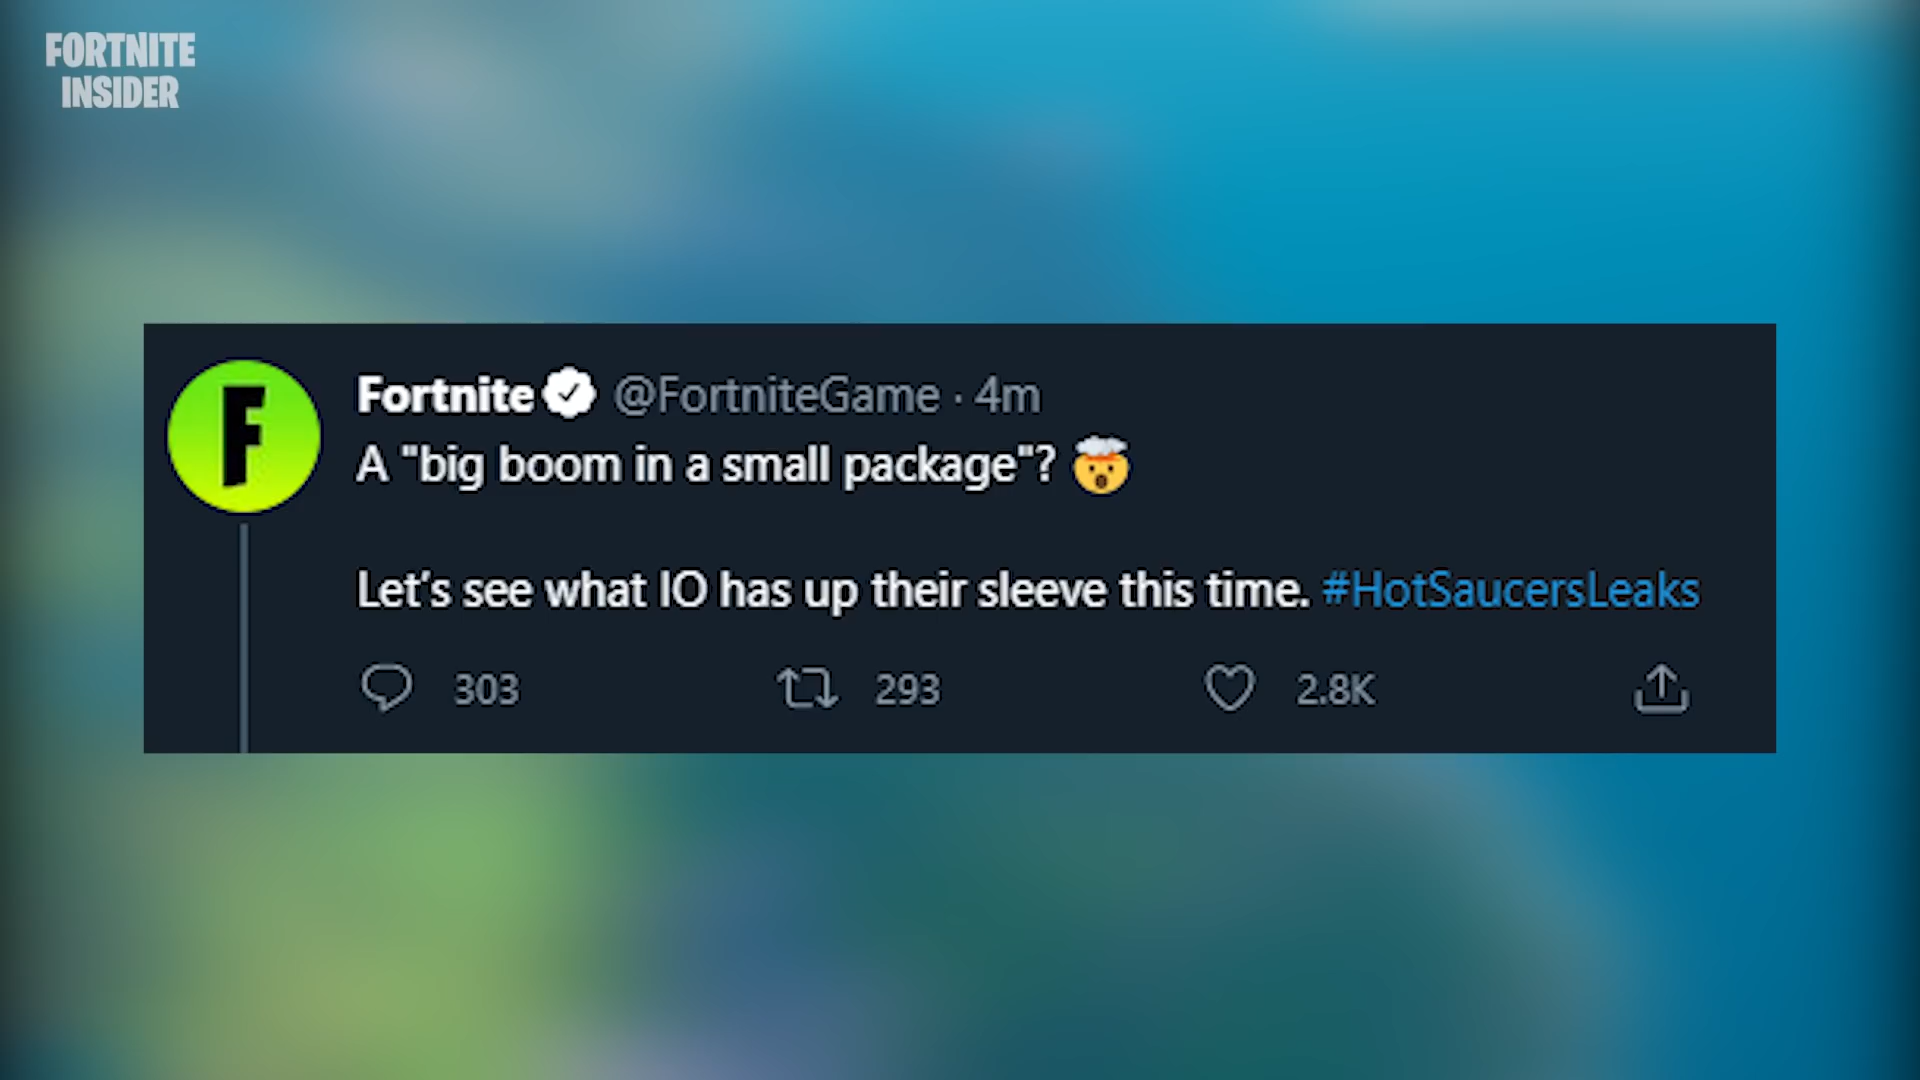 FORTNITE
INSIDER
Fortnite @FortniteGame · 4m
A "big boom in a small package"? 🤯
Let's see what IO has up their sleeve this time. #HotSaucersLeaks
303 293 2.8K